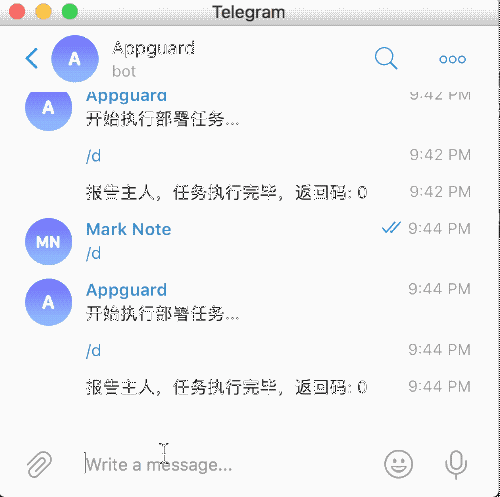 Telegram
Appguard
bot
Appguard 9:42 PM
开始执行部署任务...
/d 9:42 PM
报告主人，任务执行完毕，返回码: 0 9:42 PM
Mark Note 9:44 PM
/d
Appguard 9:44 PM
开始执行部署任务...
/d 9:44 PM
报告主人，任务执行完毕，返回码: 0 9:44 PM
Write a message...
A
A
MN
A